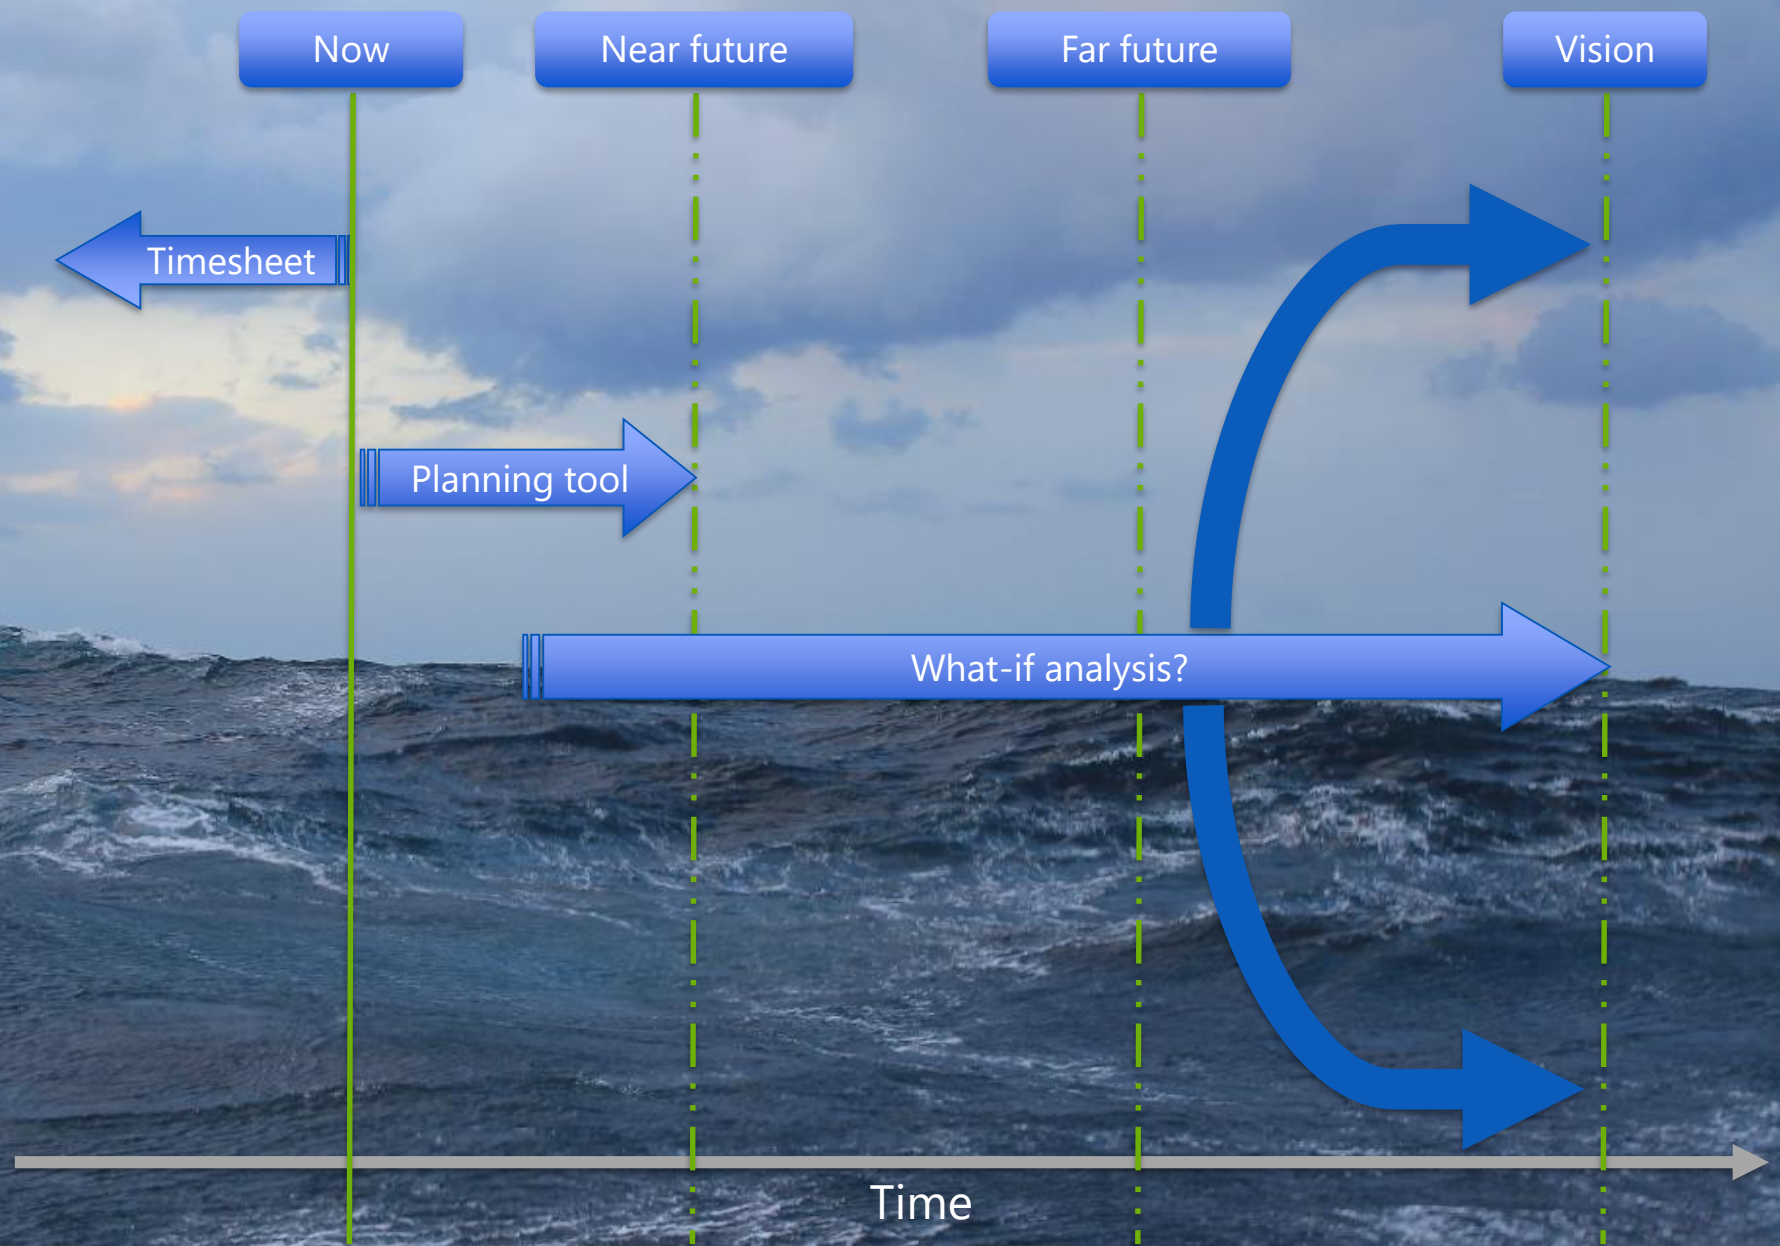 Now
Near future
Far future
Vision
Timesheet
Planning tool
What-if analysis?
Time